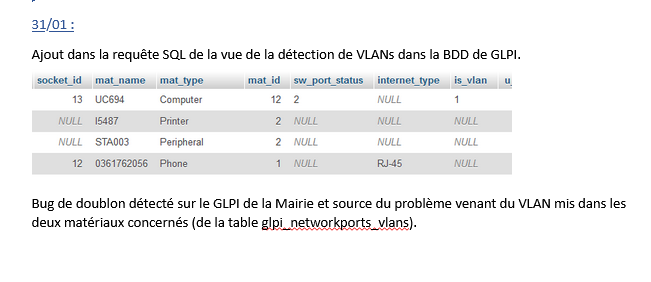 31/01 :
Ajout dans la requête SQL de la vue de la détection de VLANs dans la BDD de GLPI.
socket_id mat_name mat_type mat_id sw_port_status internet_type is_vlan u_
13 UC694 Computer 12 2 NULL 1
NULL I5487 Printer 2 NULL NULL NULL
NULL STA003 Peripheral 2 NULL NULL NULL
12 0361762056 Phone 1 NULL RJ-45 NULL
Bug de doublon détecté sur le GLPI de la Mairie et source du problème venant du VLAN mis dans les
deux matériaux concernés (de la table glpi_networkports_vlans).